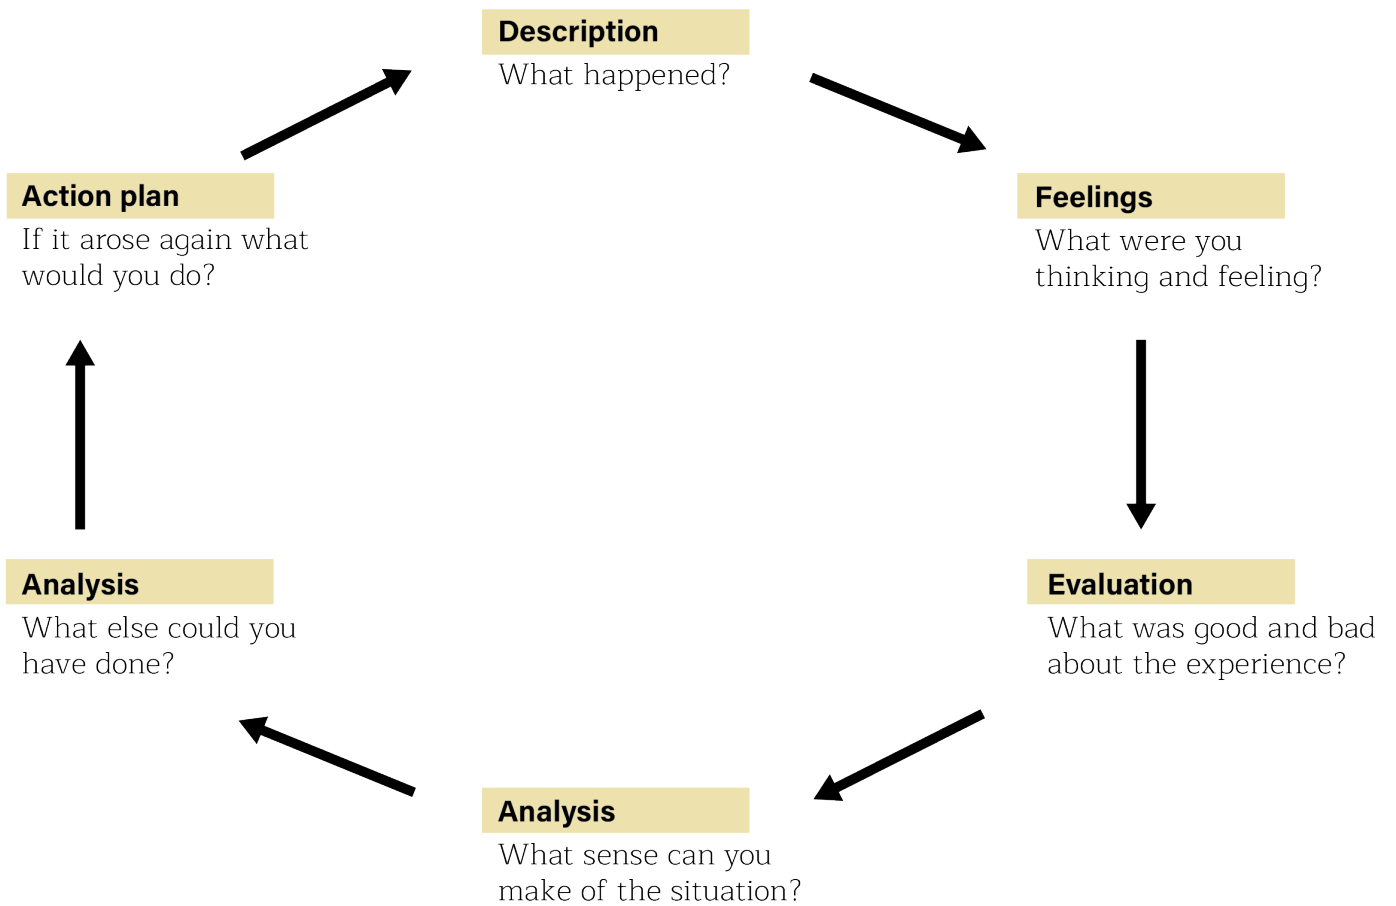 Description
What happened?
Feelings
What were you
thinking and feeling?
Evaluation
What was good and bad
about the experience?
Analysis
What sense can you
make of the situation?
Analysis
What else could you
have done?
Action plan
If it arose again what
would you do?